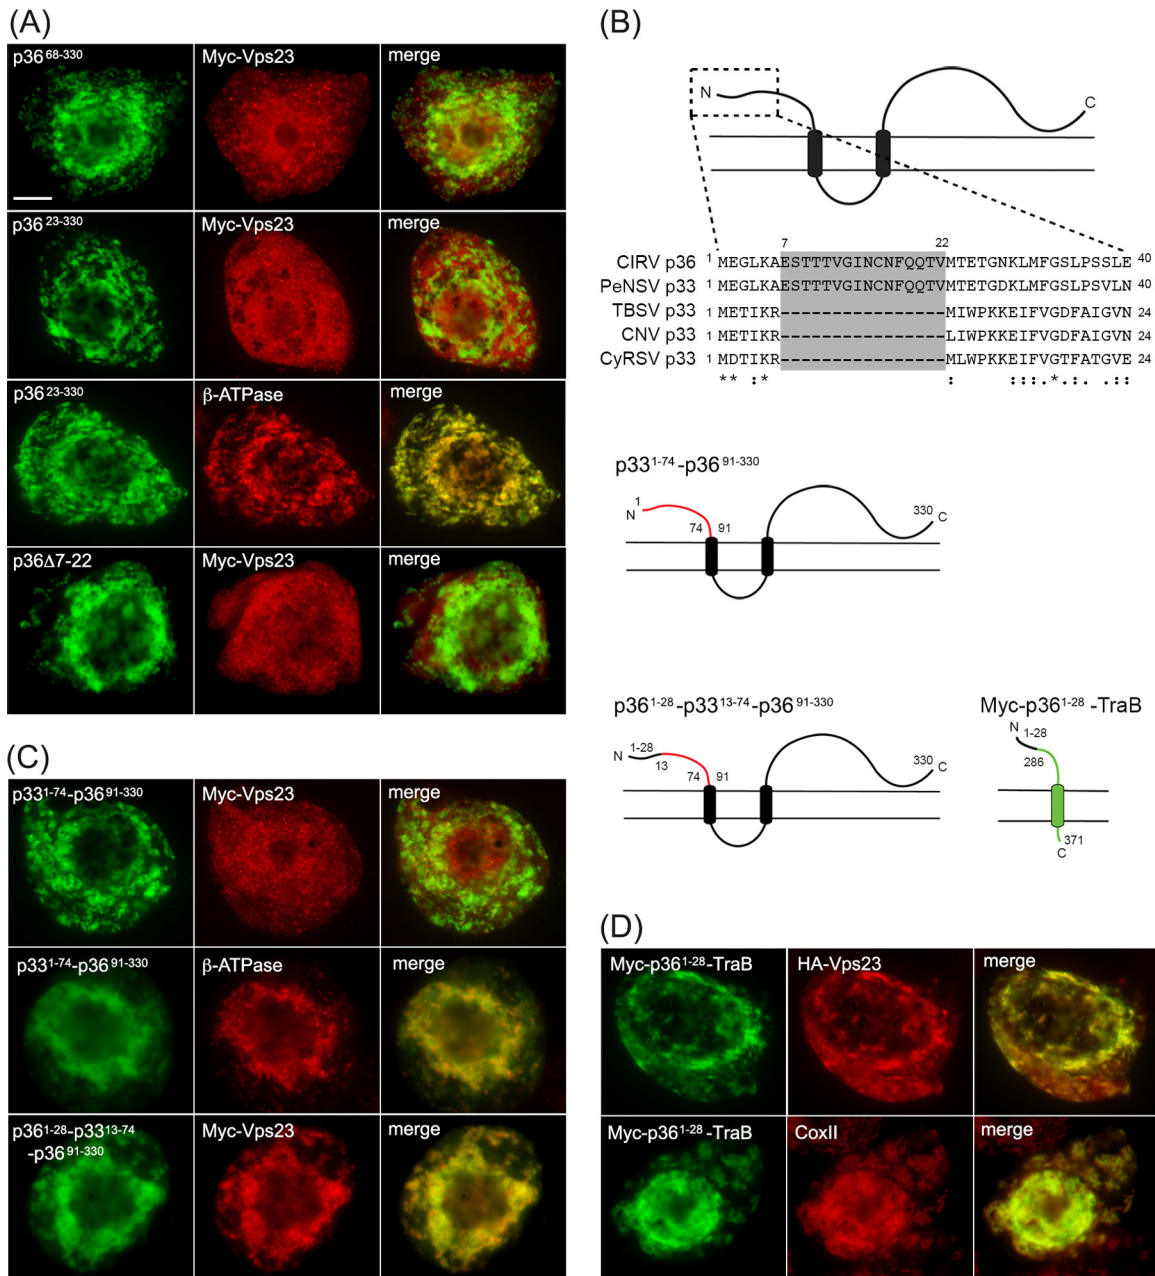 (A)
p36 68-330 Myc-Vps23 merge
p36 23-330 Myc-Vps23 merge
p36 23-330 β-ATPase merge
p36Δ7-22 Myc-Vps23 merge
(B)
N C
7 22
CIRV p36 1 MEGLKAESTTTVGINCNFQQTVMTETGNKLMFGSLPSSLE 40
PeNSV p33 1 MEGLKAESTTTVGINCNFQQTVMTETGDKLMFGSLPSVLN 40
TBSV p33 1 METIKR----------------MIWPKKEIFVGDFAIGVN 24
CNV p33 1 METIKR----------------LIWPKKEIFVGDFAIGVN 24
CyRSV p33 1 MDTIKR----------------MLWPKKEIFVGTFATGVE 24
** :* : :::.*.:. .::
p33 1-74 -p36 91-330
1
N 74 91 330 C
p36 1-28 -p33 13-74 -p36 91-330
N 1-28 13 74 91 330 C
Myc-p36 1-28 -TraB
N
1-28
286
371
C
(C)
p33 1-74 -p36 91-330 Myc-Vps23 merge
p33 1-74 -p36 91-330 β-ATPase merge
p36 1-28 -p33 13-74 Myc-Vps23 merge
-p36 91-330
(D)
Myc-p36 1-28 -TraB HA-Vps23 merge
Myc-p36 1-28 -TraB CoxII merge